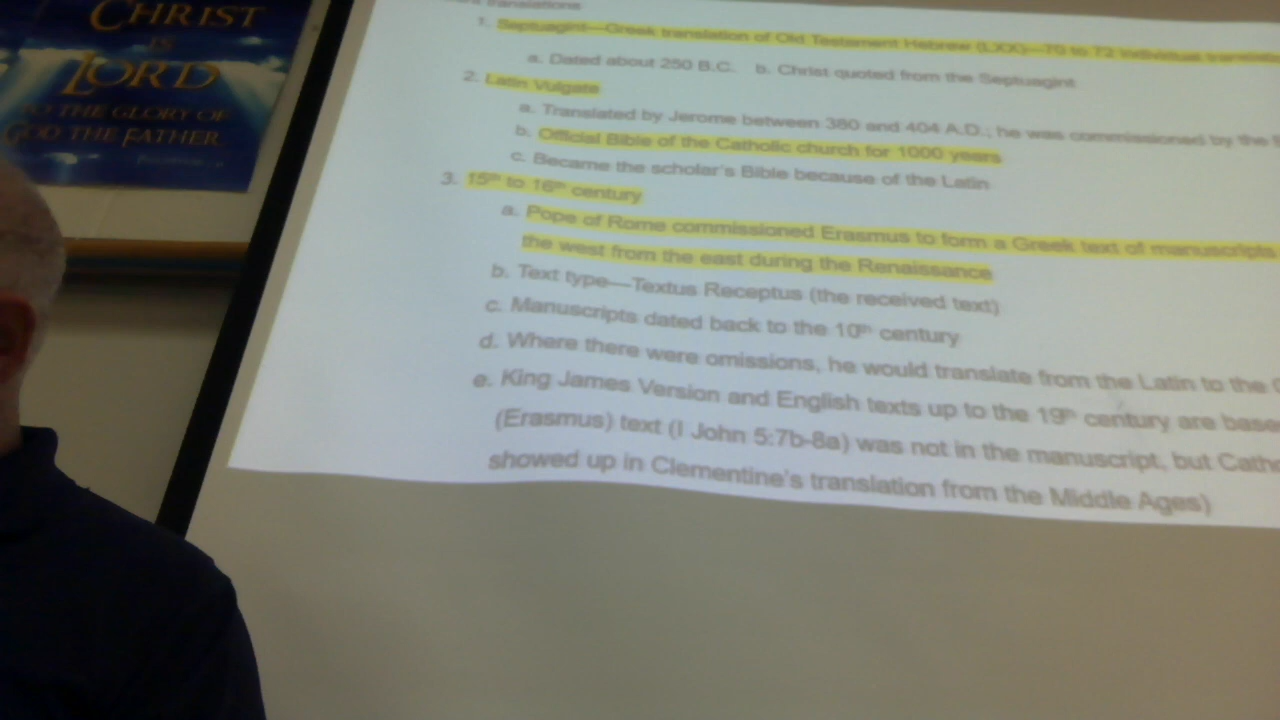 CHRIST
IS
LORD
TO THE GLORY OF
GOD THE FATHER
translations
1. Septuagint—Greek translation of Old Testament Hebrew (LXX)—70 to 72 individual
a. Dated about 250 B.C. b. Christ quoted from the Septuagint
2. Latin Vulgate
a. Translated by Jerome between 380 and 404 A.D.; he was commissioned by the
b. Official Bible of the Catholic church for 1000 years
c. Became the scholar's Bible because of the Latin
3. 15th to 16th century
a. Pope of Rome commissioned Erasmus to form a Greek text of manuscripts
the west from the east during the Renaissance
b. Text type—Textus Receptus (the received text)
c. Manuscripts dated back to the 10th century
d. Where there were omissions, he would translate from the Latin to the
e. King James Version and English texts up to the 19th century are base
(Erasmus) text (I John 5:7b-8a) was not in the manuscript, but Cath
showed up in Clementine's translation from the Middle Ages)